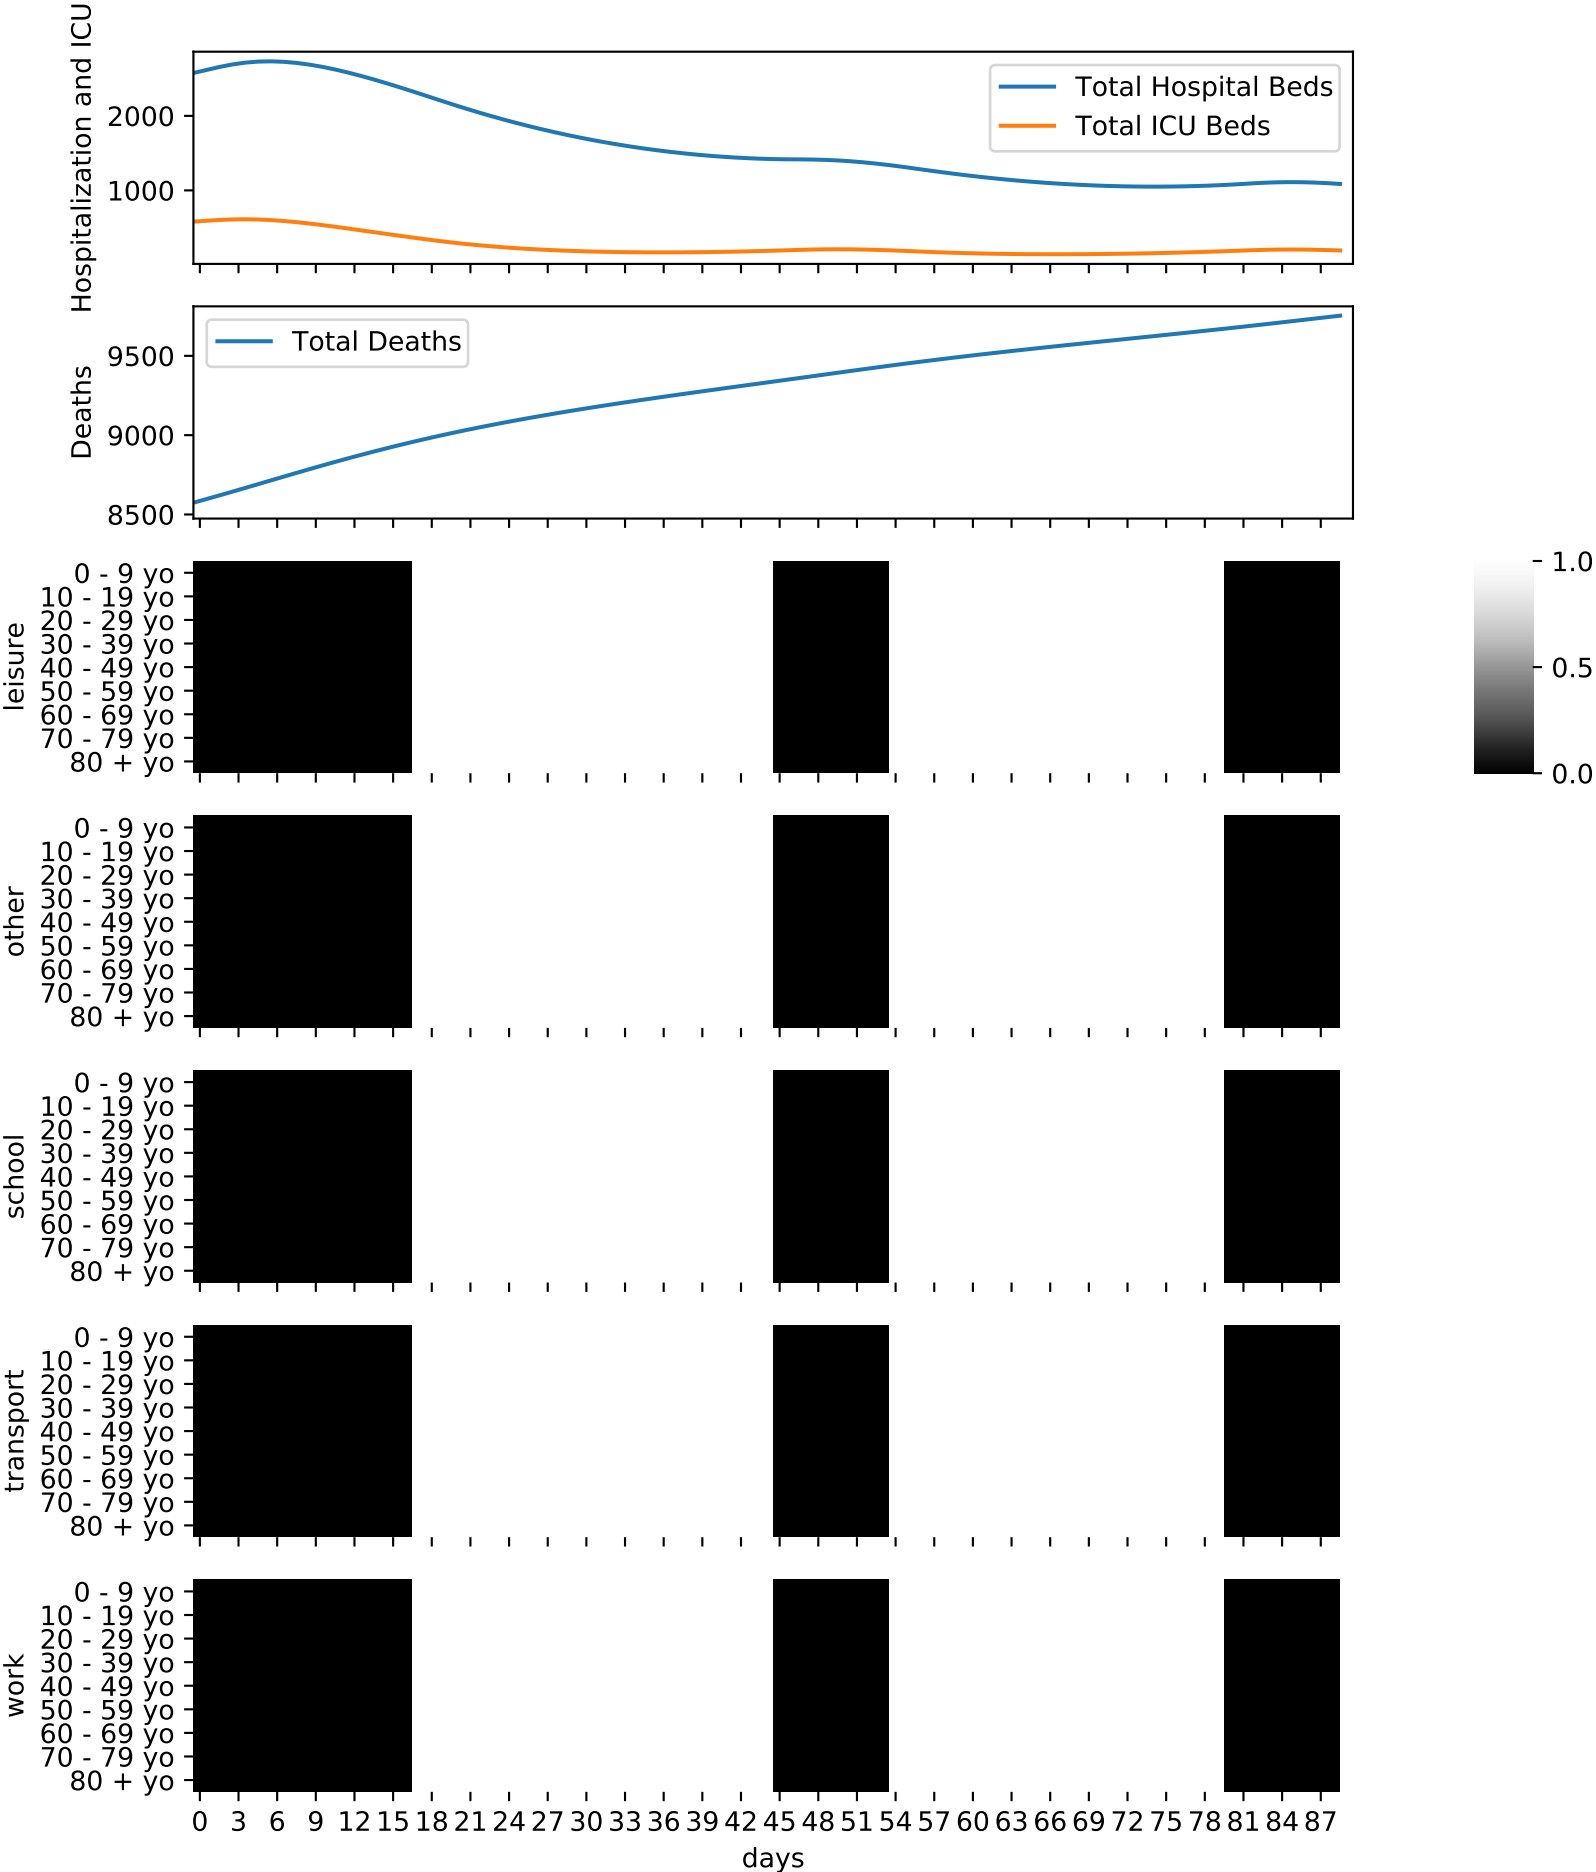 Hospitalization and ICU
2000
1000
Total Hospital Beds
Total ICU Beds
Deaths
9500
9000
8500
Total Deaths
leisure
0 - 9 yo
10 - 19 yo
20 - 29 yo
30 - 39 yo
40 - 49 yo
50 - 59 yo
60 - 69 yo
70 - 79 yo
80 + yo
1.0
0.5
0.0
other
0 - 9 yo
10 - 19 yo
20 - 29 yo
30 - 39 yo
40 - 49 yo
50 - 59 yo
60 - 69 yo
70 - 79 yo
80 + yo
school
0 - 9 yo
10 - 19 yo
20 - 29 yo
30 - 39 yo
40 - 49 yo
50 - 59 yo
60 - 69 yo
70 - 79 yo
80 + yo
transport
0 - 9 yo
10 - 19 yo
20 - 29 yo
30 - 39 yo
40 - 49 yo
50 - 59 yo
60 - 69 yo
70 - 79 yo
80 + yo
work
0 - 9 yo
10 - 19 yo
20 - 29 yo
30 - 39 yo
40 - 49 yo
50 - 59 yo
60 - 69 yo
70 - 79 yo
80 + yo
0 3 6 9 12 15 18 21 24 27 30 33 36 39 42 45 48 51 54 57 60 63 66 69 72 75 78 81 84 87
days